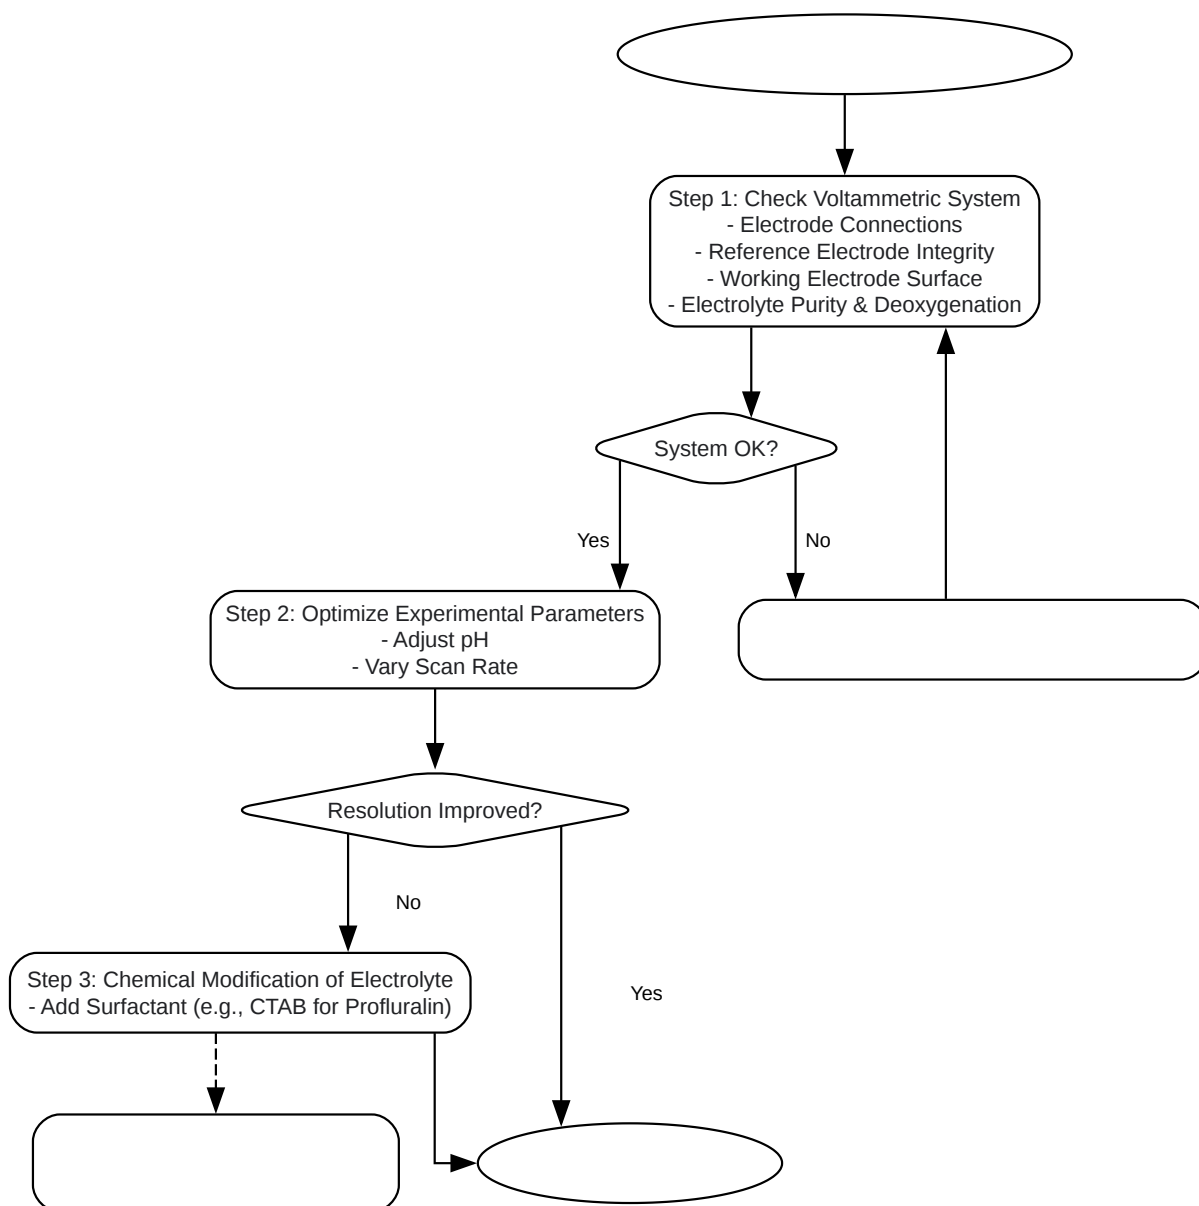 Step 1: Check Voltammetric System
- Electrode Connections
- Reference Electrode Integrity
- Working Electrode Surface
- Electrolyte Purity & Deoxygenation
System OK?
Yes
No
Step 2: Optimize Experimental Parameters
- Adjust pH
- Vary Scan Rate
Resolution Improved?
No
Step 3: Chemical Modification of Electrolyte
- Add Surfactant (e.g., CTAB for Profluralin)
Yes